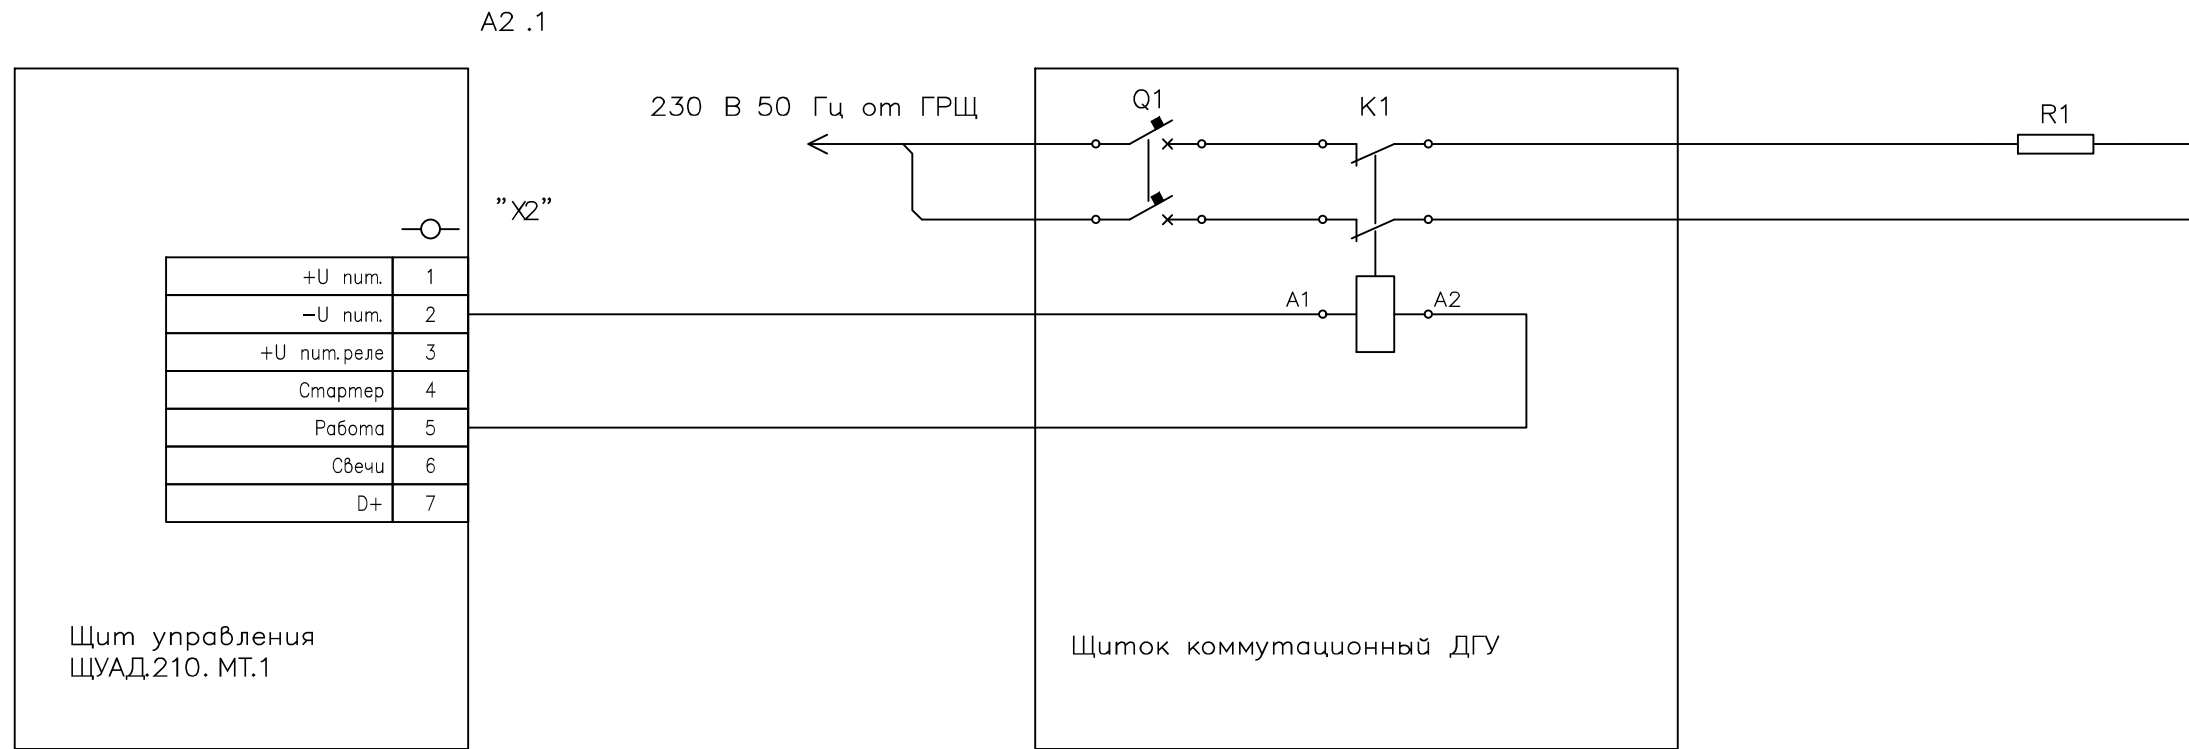 A2 .1
230 В 50 Гц от ГРЩ
Q1
К1
R1
"X2"
+U пит. 1
-U пит. 2
+U пит.реле 3
Стартер 4
Работа 5
Свечи 6
D+ 7
A1
A2
Щит управления
ЩУАД.210. МТ.1
Щиток коммутационный ДГУ